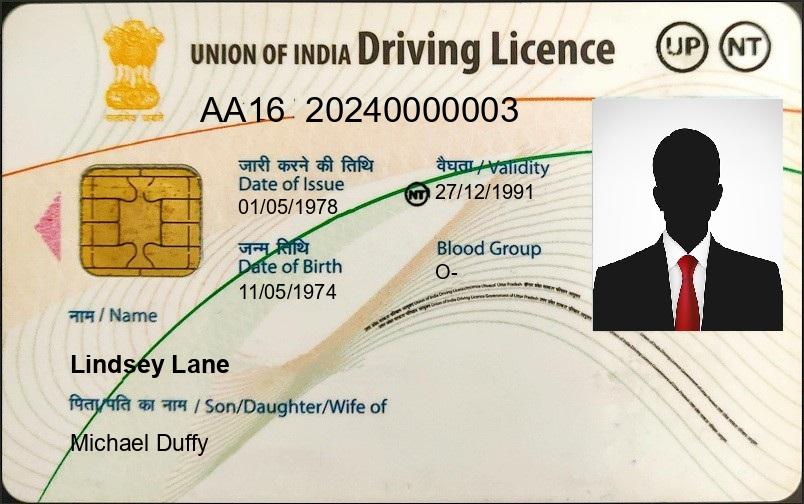 UNION OF INDIA Driving Licence UP NT
सत्यमेव जयते
AA16 20240000003
जारी करने की तिथि
Date of Issue
01/05/1978
वैघता / Validity
NT 27/12/1991
जन्म तिथि
Date of Birth
11/05/1974
Blood Group
O-
नाम / Name
Lindsey Lane
पिता/पति का नाम / Son/Daughter/Wife of
Michael Duffy